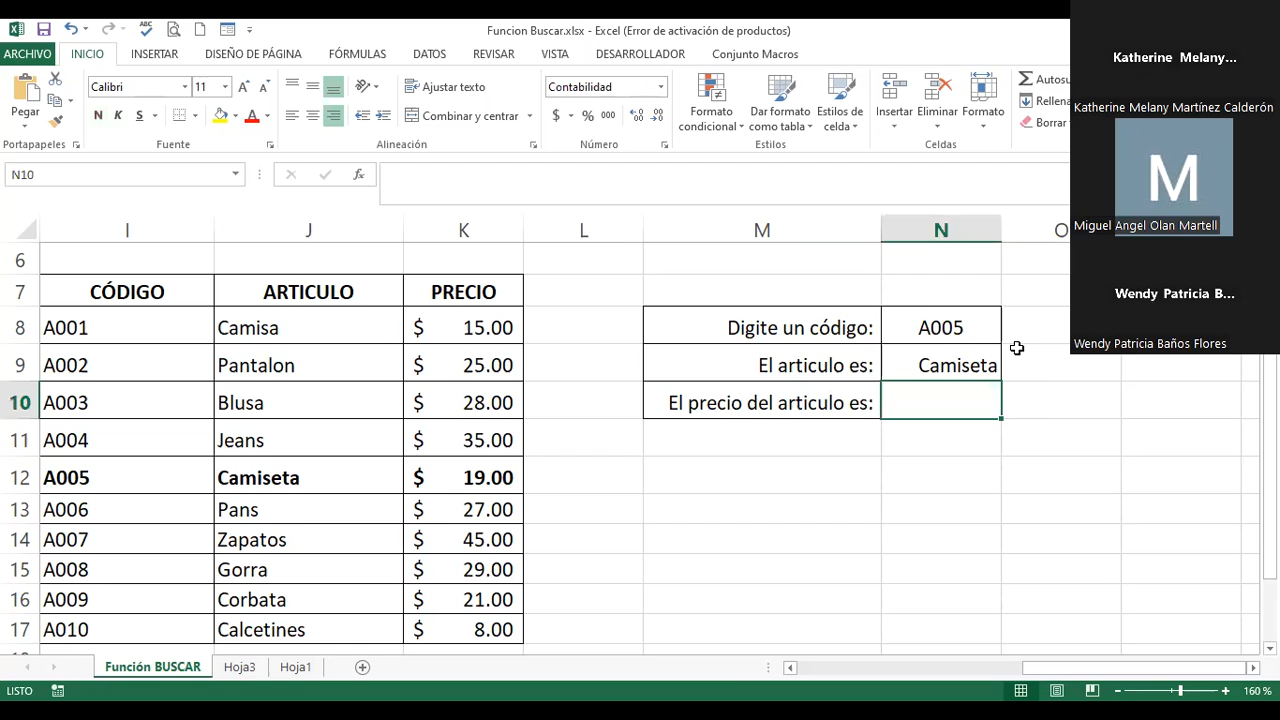 Funcion Buscar.xlsx - Excel (Error de activación de productos)
ARCHIVO INICIO INSERTAR DISEÑO DE PÁGINA FÓRMULAS DATOS REVISAR VISTA DESARROLLADOR Conjunto Macros
Calibri 11 Ajustar texto Contabilidad Autosu
Pegar N K S Combinar y centrar $ % 000 Formato condicional Dar formato como tabla Estilos de celda Insertar Eliminar Formato Rellena
Borrar
Portapapeles Fuente Alineación Número Estilos Celdas
N10 fx
I J K L M N O
6
7 CÓDIGO ARTICULO PRECIO
8 A001 Camisa $ 15.00 Digite un código: A005
9 A002 Pantalon $ 25.00 El articulo es: Camiseta
10 A003 Blusa $ 28.00 El precio del articulo es:
11 A004 Jeans $ 35.00
12 A005 Camiseta $ 19.00
13 A006 Pans $ 27.00
14 A007 Zapatos $ 45.00
15 A008 Gorra $ 29.00
16 A009 Corbata $ 21.00
17 A010 Calcetines $ 8.00
Función BUSCAR Hoja3 Hoja1
LISTO 160 %
Katherine Melany...
Katherine Melany Martínez Calderón
M
Miguel Angel Olan Martell
Wendy Patricia B...
Wendy Patricia Baños Flores